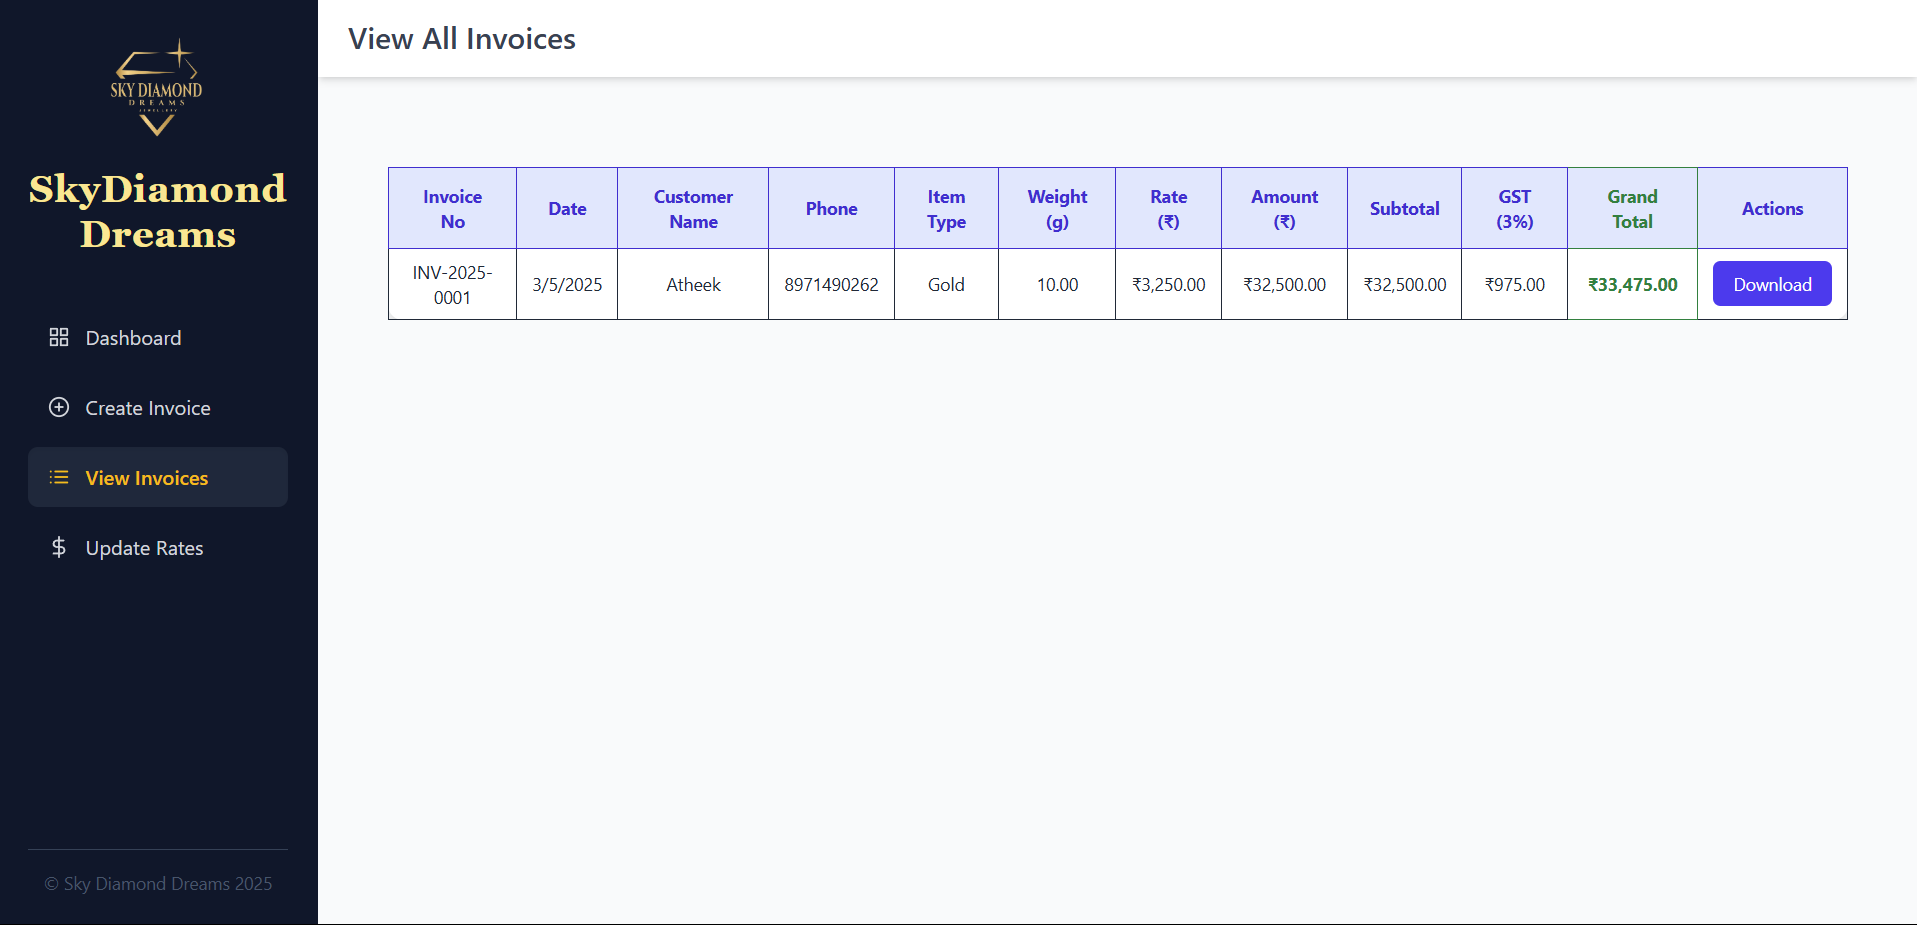 SKY DIAMOND
DREAMS
SkyDiamond
Dreams
Dashboard
Create Invoice
View Invoices
Update Rates
© Sky Diamond Dreams 2025
View All Invoices
Invoice No Date Customer Name Phone Item Type Weight (g) Rate (₹) Amount (₹) Subtotal GST (3%) Grand Total Actions
INV-2025-0001 3/5/2025 Atheek 8971490262 Gold 10.00 ₹3,250.00 ₹32,500.00 ₹32,500.00 ₹975.00 ₹33,475.00 Download